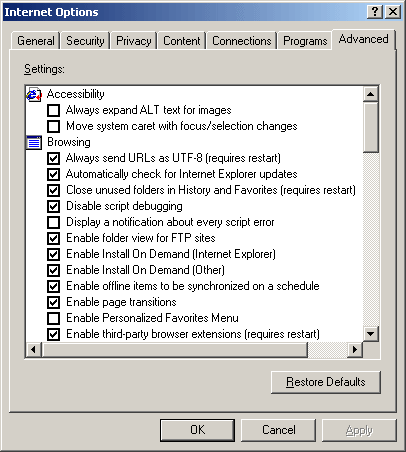 Internet Options
General Security Privacy Content Connections Programs Advanced
Settings:
Accessibility
Always expand ALT text for images
Move system caret with focus/selection changes
Browsing
Always send URLs as UTF-8 (requires restart)
Automatically check for Internet Explorer updates
Close unused folders in History and Favorites (requires restart)
Disable script debugging
Display a notification about every script error
Enable folder view for FTP sites
Enable Install On Demand (Internet Explorer)
Enable Install On Demand (Other)
Enable offline items to be synchronized on a schedule
Enable page transitions
Enable Personalized Favorites Menu
Enable third-party browser extensions (requires restart)
Restore Defaults
OK Cancel Apply